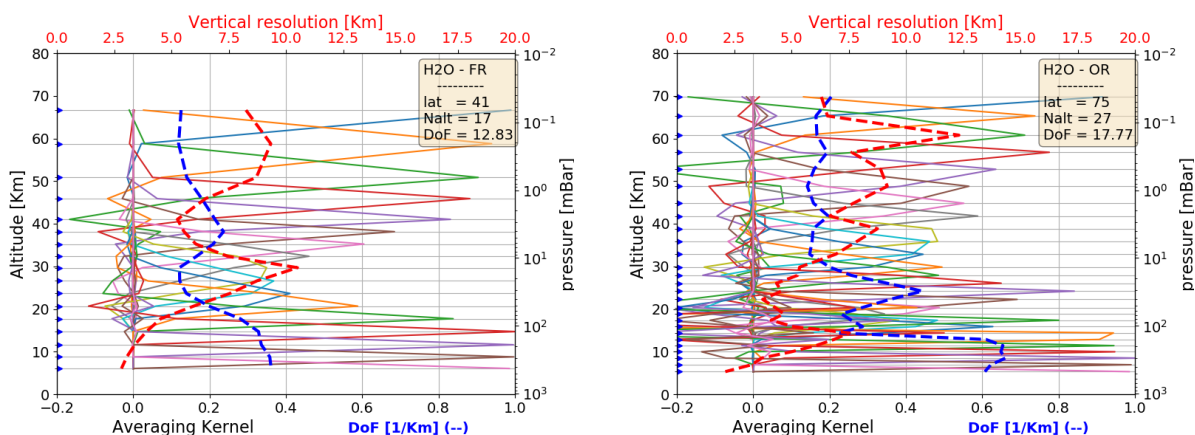 Vertical resolution [Km]
0.0 2.5 5.0 7.5 10.0 12.5 15.0 17.5 20.0
80
70
60
50
40
30
20
10
0
Altitude [Km]
H2O - FR
--------
lat = 41
Nalt = 17
DoF = 12.83
10⁻²
10⁻¹
10⁰
10¹
10²
10³
pressure [mBar]
−0.2 0.0 0.2 0.4 0.6 0.8 1.0
Averaging Kernel DoF [1/Km] (--)
Vertical resolution [Km]
0.0 2.5 5.0 7.5 10.0 12.5 15.0 17.5 20.0
80
70
60
50
40
30
20
10
0
Altitude [Km]
H2O - OR
--------
lat = 75
Nalt = 27
DoF = 17.77
10⁻²
10⁻¹
10⁰
10¹
10²
10³
pressure [mBar]
−0.2 0.0 0.2 0.4 0.6 0.8 1.0
Averaging Kernel DoF [1/Km] (--)